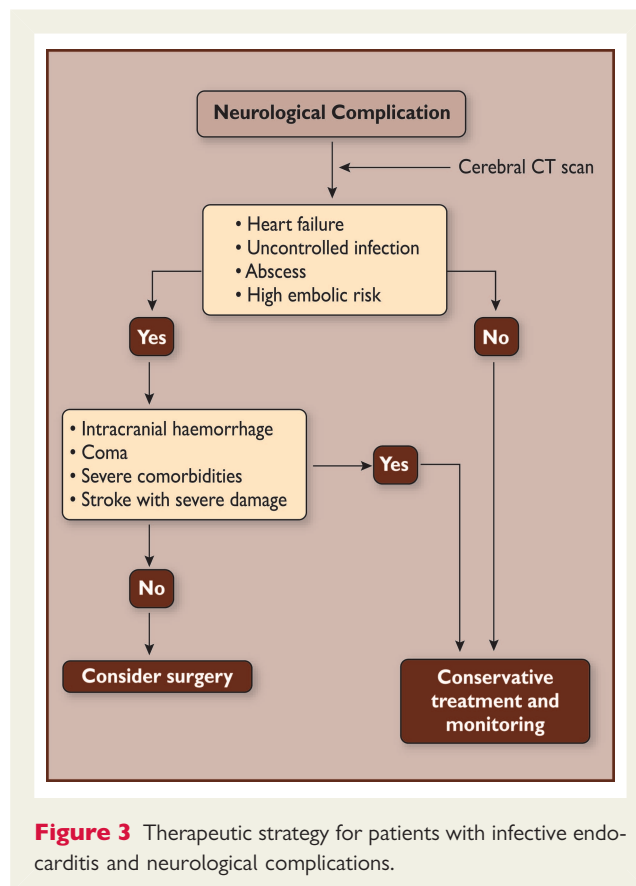 Neurological Complication
Cerebral CT scan
• Heart failure
• Uncontrolled infection
• Abscess
• High embolic risk
Yes
No
• Intracranial haemorrhage
• Coma
• Severe comorbidities
• Stroke with severe damage
Yes
No
Consider surgery
Conservative
treatment and
monitoring
Figure 3 Therapeutic strategy for patients with infective endo-
carditis and neurological complications.